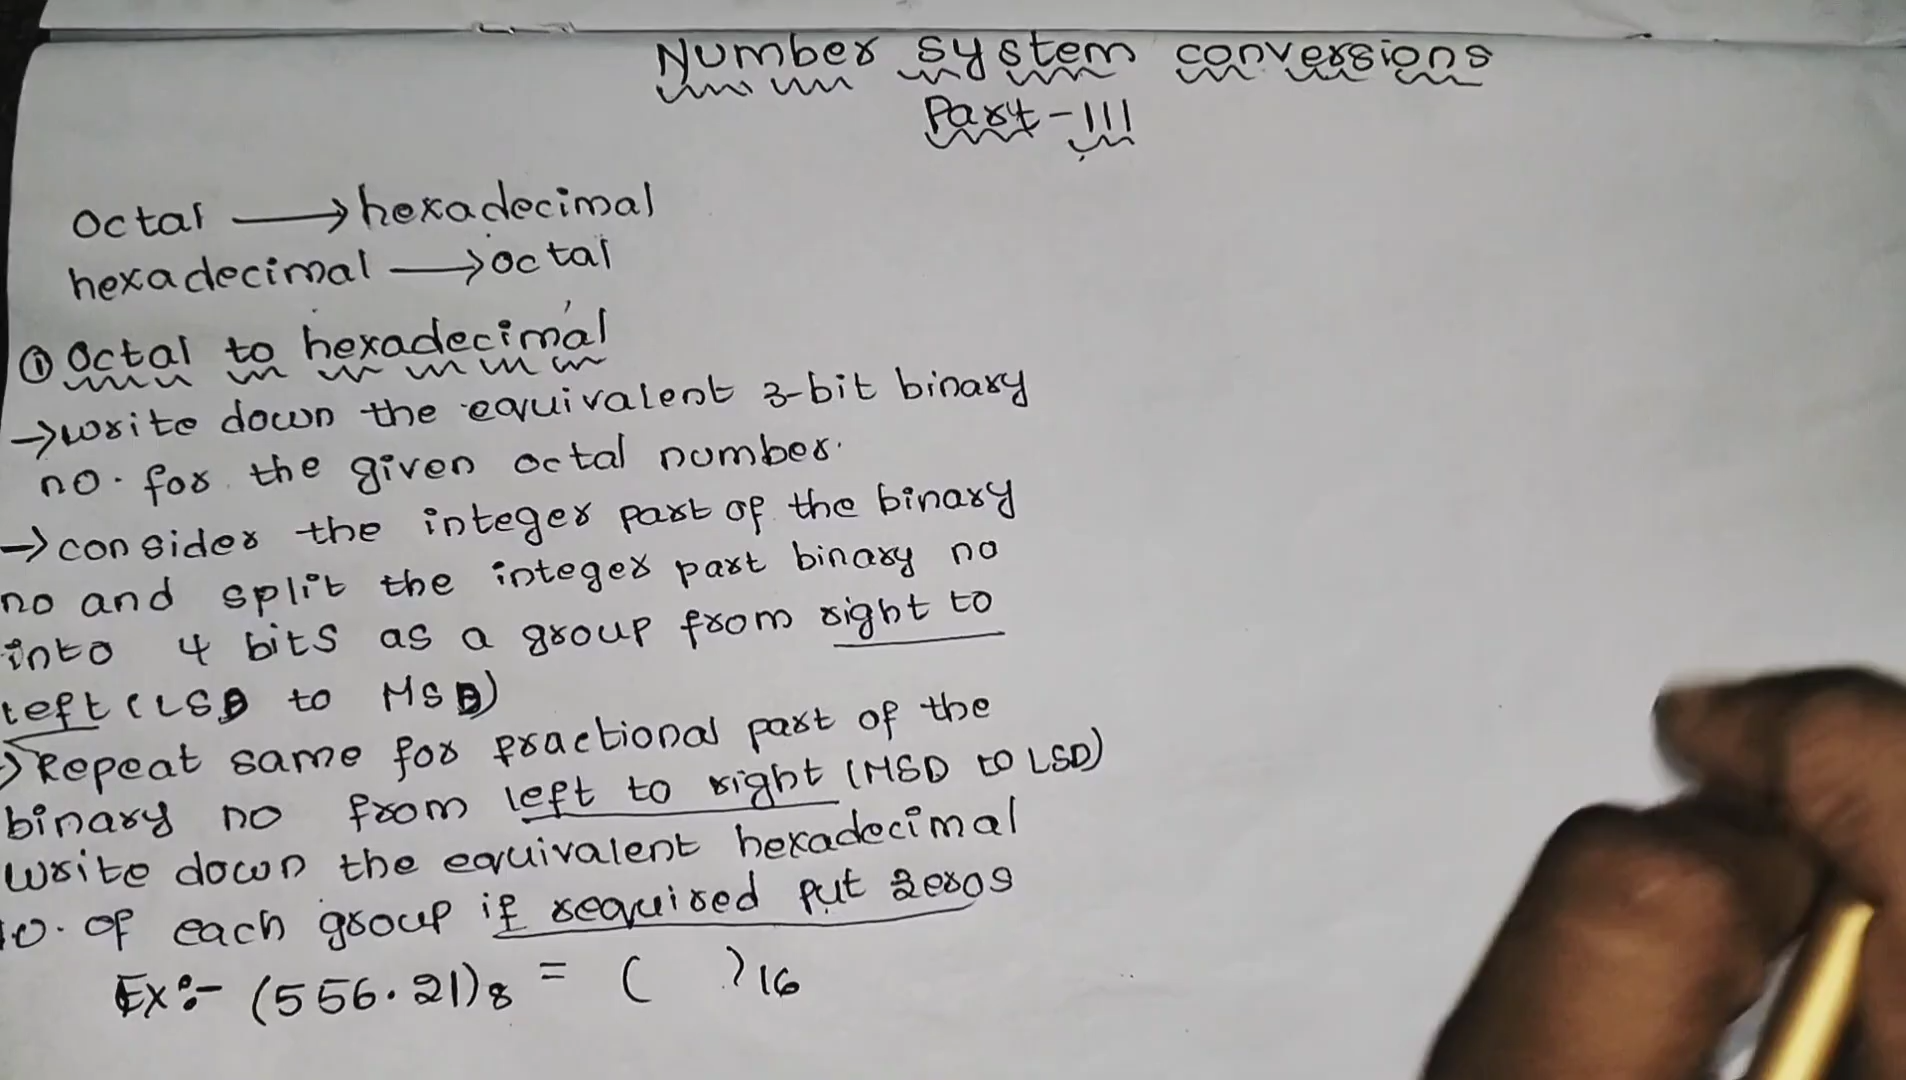 Number system conversions
Part-III
Octal → hexadecimal
hexadecimal → octal
① Octal to hexadecimal
→ write down the equivalent 3-bit binary
no. for the given octal number.
→ consider the integer part of the binary
no and split the integer part binary no
into 4 bits as a group from right to
left (LSD to MSD)
→ Repeat same for fractional part of the
binary no from left to right (MSD to LSD)
write down the equivalent hexadecimal
no. of each group if required put zeros
Ex:- (556.21)8 = ( )16